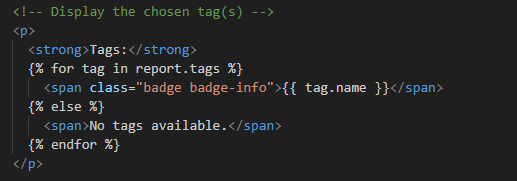 <!-- Display the chosen tag(s) -->
<p>
<strong>Tags:</strong>
{% for tag in report.tags %}
<span class="badge badge-info">{{ tag.name }}</span>
{% else %}
<span>No tags available.</span>
{% endfor %}
</p>